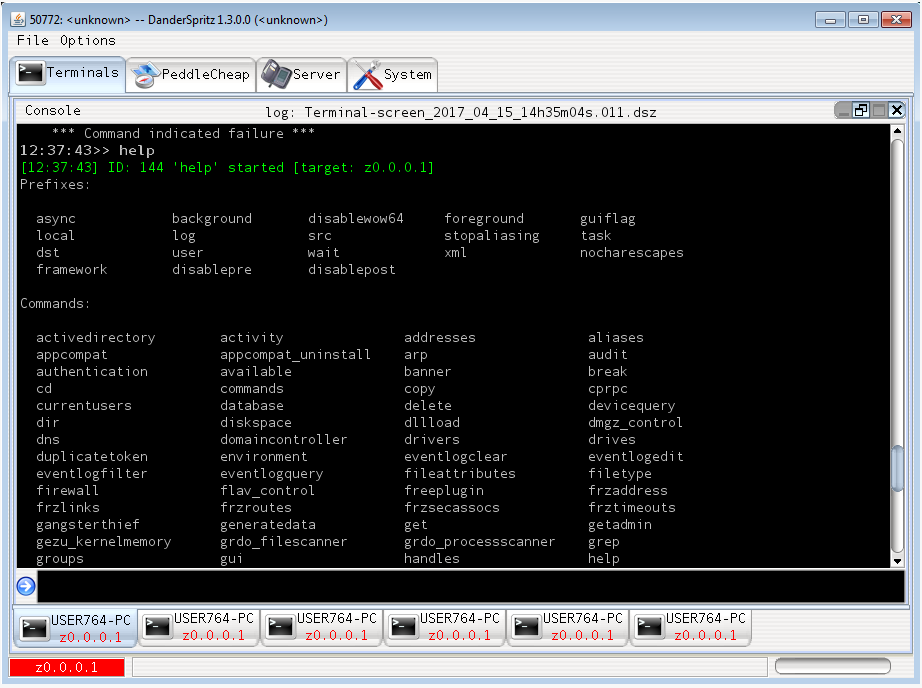 50772: <unknown> -- DanderSpritz 1.3.0.0 (<unknown>)
File Options
Terminals PeddleCheap Server System
Console log: Terminal-screen_2017_04_15_14h35m04s.011.dsz
*** Command indicated failure ***
12:37:43>> help
[12:37:43] ID: 144 'help' started [target: z0.0.0.1]
Prefixes:
async background disablewow64 foreground guiflag
local log src stopaliasing task
dst user wait xml nocharescapes
framework disablepre disablepost
Commands:
activedirectory activity addresses aliases
appcompat appcompat_uninstall arp audit
authentication available banner break
cd commands copy cprpc
currentusers database delete devicequery
dir diskspace dllload dmgz_control
dns domaincontroller drivers drives
duplicatetoken environment eventlogclear eventlogedit
eventlogfilter eventlogquery fileattributes filetype
firewall flav_control freeplugin frzaddress
frzlinks frzroutes frzsecassocs frztimeouts
gangsterthief generatedata get getadmin
gezu_kernelmemory grdo_filescanner grdo_processscanner grep
groups gui handles help
USER764-PC USER764-PC USER764-PC USER764-PC USER764-PC USER764-PC
z0.0.0.1 z0.0.0.1 z0.0.0.1 z0.0.0.1 z0.0.0.1 z0.0.0.1
z0.0.0.1